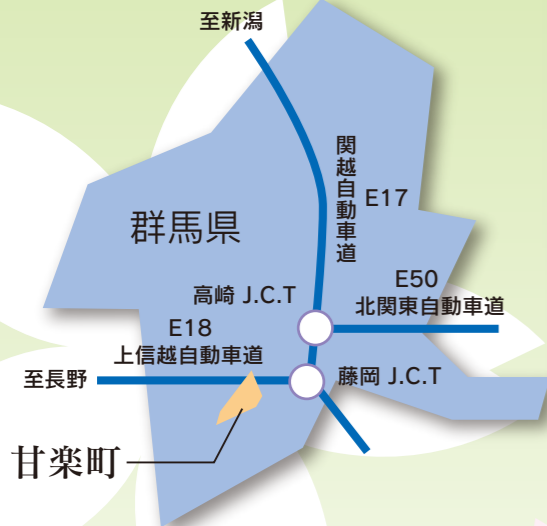 至新潟
関越自動車道
E17
群馬県
E50
高崎 J.C.T
北関東自動車道
E18
上信越自動車道
至長野
藤岡 J.C.T
甘楽町